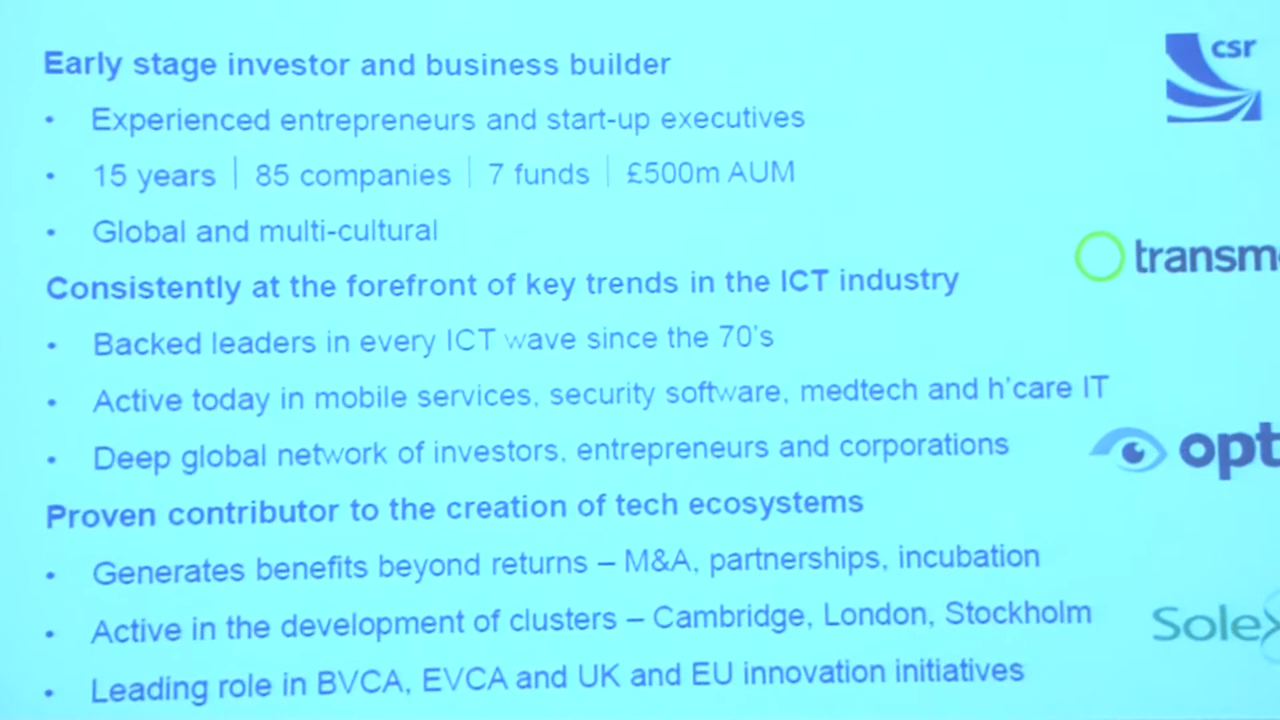 Early stage investor and business builder
• Experienced entrepreneurs and start-up executives
• 15 years | 85 companies | 7 funds | £500m AUM
• Global and multi-cultural
Consistently at the forefront of key trends in the ICT industry
• Backed leaders in every ICT wave since the 70's
• Active today in mobile services, security software, medtech and h'care IT
• Deep global network of investors, entrepreneurs and corporations
Proven contributor to the creation of tech ecosystems
• Generates benefits beyond returns – M&A, partnerships, incubation
• Active in the development of clusters – Cambridge, London, Stockholm
• Leading role in BVCA, EVCA and UK and EU innovation initiatives
csr
transm
opt
Sole